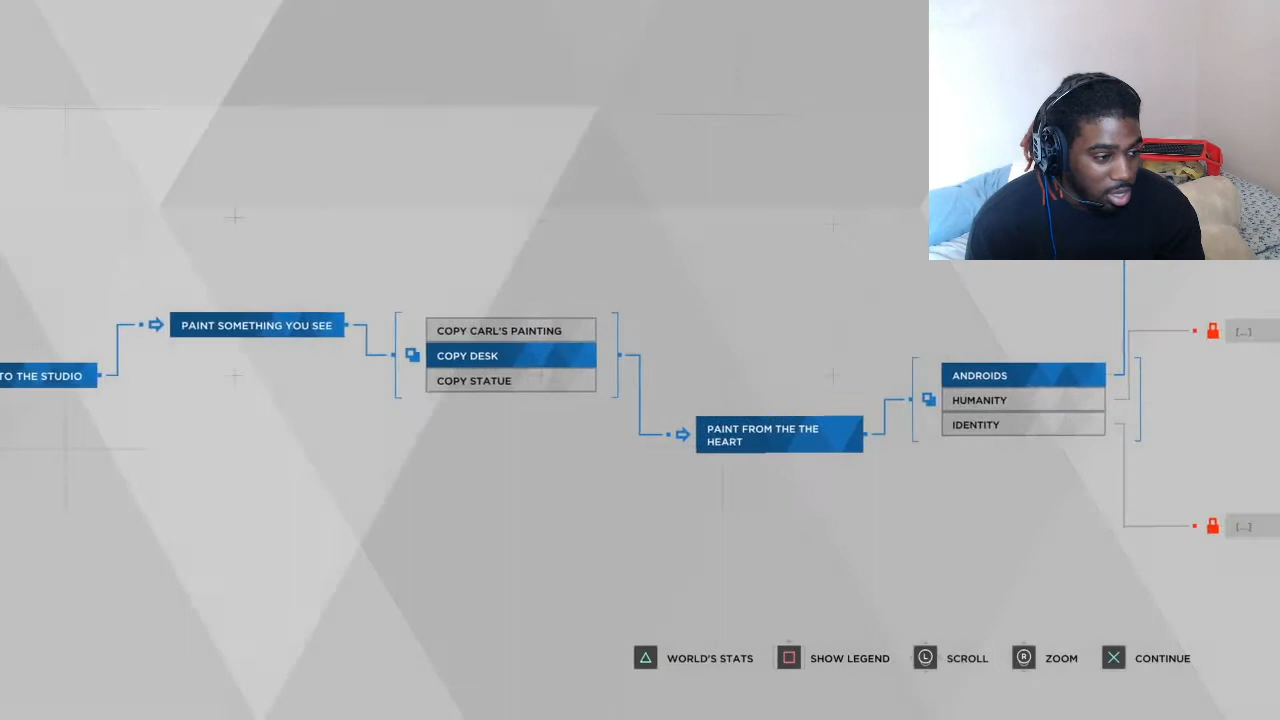 TO THE STUDIO
PAINT SOMETHING YOU SEE
COPY CARL'S PAINTING
COPY DESK
COPY STATUE
PAINT FROM THE THE
HEART
ANDROIDS
HUMANITY
IDENTITY
[...]
[...]
WORLD'S STATS
SHOW LEGEND
L
SCROLL
R
ZOOM
CONTINUE